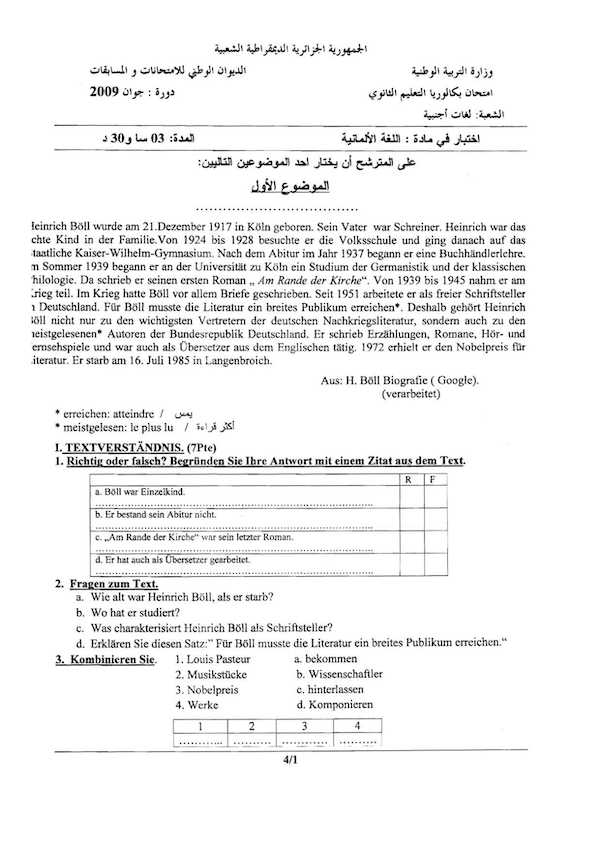 الجمهورية الجزائرية الديمقراطية الشعبية
وزارة التربية الوطنية الديوان الوطني للامتحانات و المسابقات
امتحان بكالوريا التعليم الثانوي دورة : جوان 2009
الشعبة: لغات أجنبية
اختبار في مادة : اللغة الألمانية المدة: 03 سا و30 د
على المترشح أن يختار احد الموضوعين التاليين:
الموضوع الأول
Heinrich Böll wurde am 21.Dezember 1917 in Köln geboren. Sein Vater war Schreiner. Heinrich war das
chte Kind in der Familie.Von 1924 bis 1928 besuchte er die Volksschule und ging danach auf das
taatliche Kaiser-Wilhelm-Gymnasium. Nach dem Abitur im Jahr 1937 begann er eine Buchhändlerlehre.
m Sommer 1939 begann er an der Universität zu Köln ein Studium der Germanistik und der klassischen
hilologie. Da schrieb er seinen ersten Roman „ Am Rande der Kirche“. Von 1939 bis 1945 nahm er am
rieg teil. Im Krieg hatte Böll vor allem Briefe geschrieben. Seit 1951 arbeitete er als freier Schriftsteller
n Deutschland. Für Böll musste die Literatur ein breites Publikum erreichen*. Deshalb gehört Heinrich
öll nicht nur zu den wichtigsten Vertretern der deutschen Nachkriegsliteratur, sondern auch zu den
meistgelesenen* Autoren der Bundesrepublik Deutschland. Er schrieb Erzählungen, Romane, Hör- und
ernsehspiele und war auch als Übersetzer aus dem Englischen tätig. 1972 erhielt er den Nobelpreis für
iteratur. Er starb am 16. Juli 1985 in Langenbroich.
Aus: H. Böll Biografie ( Google).
(verarbeitet)
* erreichen: atteindre / يمس
* meistgelesen: le plus lu / أكثر قراءة
I. TEXTVERSTÄNDNIS. (7Pte)
1. Richtig oder falsch? Begründen Sie Ihre Antwort mit einem Zitat aus dem Text.
R F
a. Böll war Einzelkind.
b. Er bestand sein Abitur nicht.
c. „Am Rande der Kirche“ war sein letzter Roman.
d. Er hat auch als Übersetzer gearbeitet.
2. Fragen zum Text.
a. Wie alt war Heinrich Böll, als er starb?
b. Wo hat er studiert?
c. Was charakterisiert Heinrich Böll als Schriftsteller?
d. Erklären Sie diesen Satz:“ Für Böll musste die Literatur ein breites Publikum erreichen.“
3. Kombinieren Sie. 1. Louis Pasteur a. bekommen
2. Musikstücke b. Wissenschaftler
3. Nobelpreis c. hinterlassen
4. Werke d. Komponieren
1 2 3 4
4/1